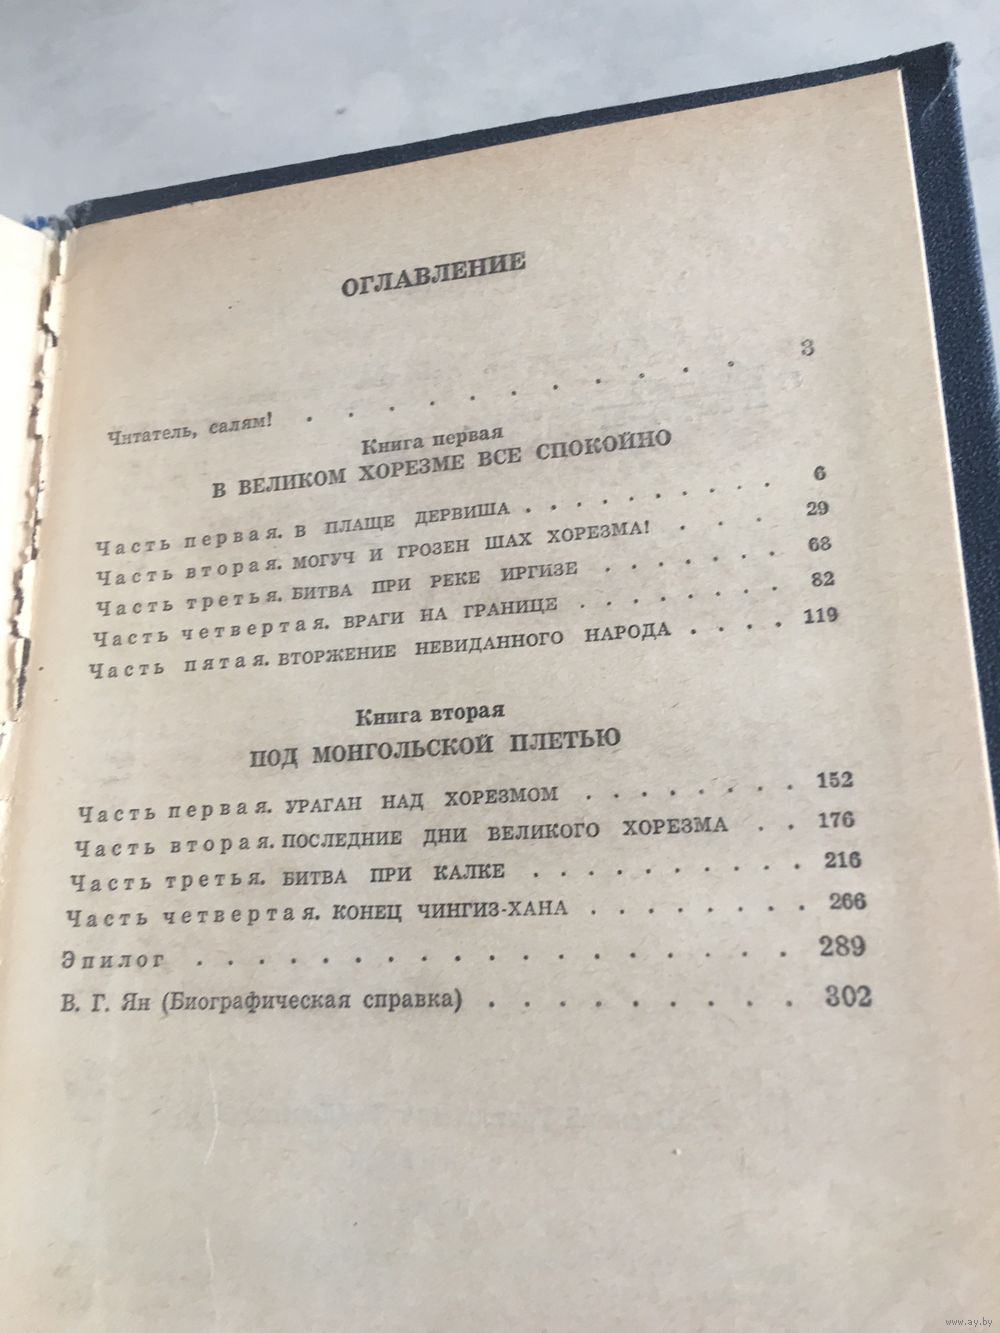 ОГЛАВЛЕНИЕ
Читатель, салям! . . . . . . . . . . . 3
Книга первая
В ВЕЛИКОМ ХОРЕЗМЕ ВСЕ СПОКОЙНО
Часть первая. В ПЛАЩЕ ДЕРВИША . . . . . . . . . . 6
Часть вторая. МОГУЧ И ГРОЗЕН ШАХ ХОРЕЗМА! . . . 29
Часть третья. БИТВА ПРИ РЕКЕ ИРГИЗЕ . . . . . . . 68
Часть четвертая. ВРАГИ НА ГРАНИЦЕ . . . . . . . . 82
Часть пятая. ВТОРЖЕНИЕ НЕВИДАННОГО НАРОДА . . . . 119
Книга вторая
ПОД МОНГОЛЬСКОЙ ПЛЕТЬЮ
Часть первая. УРАГАН НАД ХОРЕЗМОМ . . . . . . . . 152
Часть вторая. ПОСЛЕДНИЕ ДНИ ВЕЛИКОГО ХОРЕЗМА . . 176
Часть третья. БИТВА ПРИ КАЛКЕ . . . . . . . . . . 216
Часть четвертая. КОНЕЦ ЧИНГИЗ-ХАНА . . . . . . . . 266
Эпилог . . . . . . . . . . . . . . . . . . 289
В. Г. Ян (Биографическая справка) . . . . . . . . . 302
www.ay.by